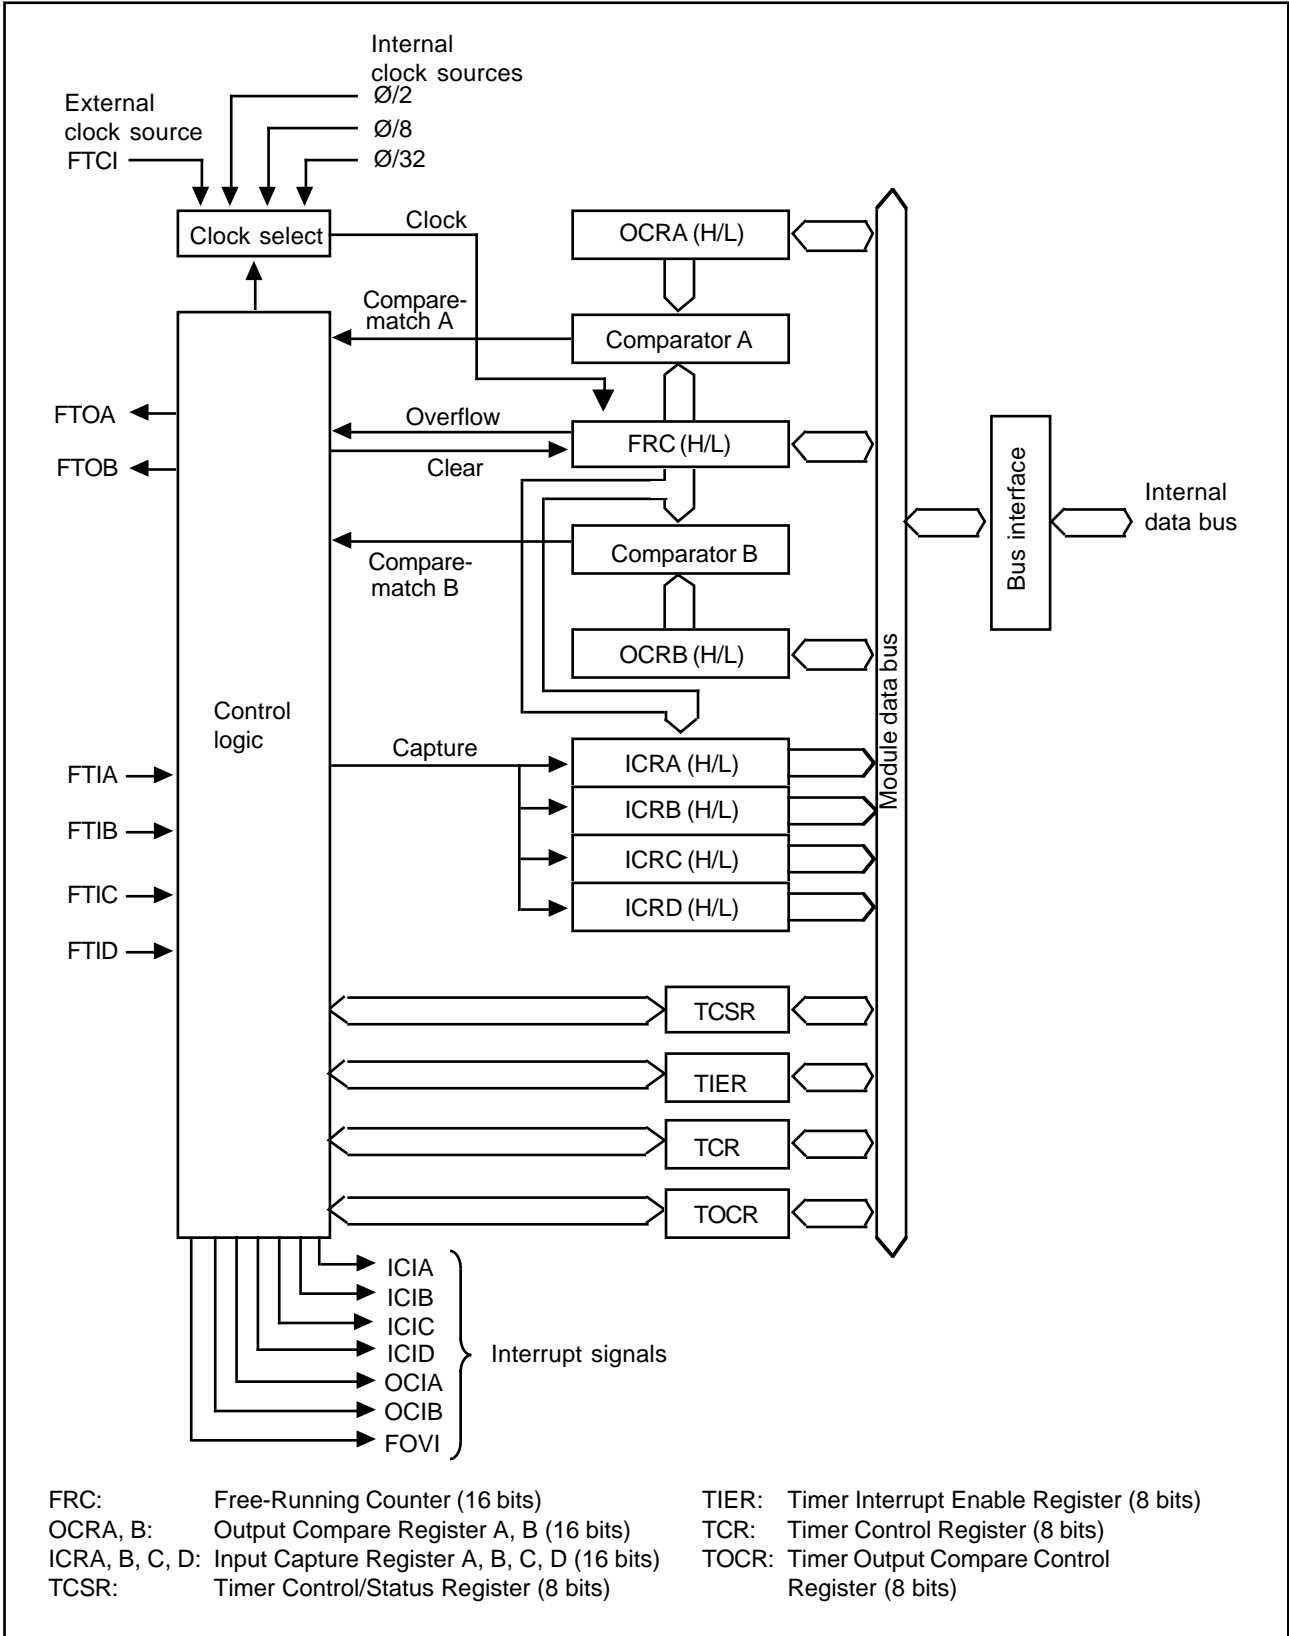 Internal
clock sources
Ø/2
External
clock source
Ø/8
FTCI
Ø/32
Clock select
Clock
OCRA (H/L)
Compare-
match A
Comparator A
FTOA
Overflow
FRC (H/L)
FTOB
Clear
Bus interface
Internal
data bus
Compare-
match B
Comparator B
OCRB (H/L)
Module data bus
Control
logic
Capture
ICRA (H/L)
FTIA
ICRB (H/L)
FTIB
ICRC (H/L)
FTIC
ICRD (H/L)
FTID
TCSR
TIER
TCR
TOCR
ICIA
ICIB
ICIC
ICID
Interrupt signals
OCIA
OCIB
FOVI
FRC: Free-Running Counter (16 bits)
OCRA, B: Output Compare Register A, B (16 bits)
ICRA, B, C, D: Input Capture Register A, B, C, D (16 bits)
TCSR: Timer Control/Status Register (8 bits)
TIER: Timer Interrupt Enable Register (8 bits)
TCR: Timer Control Register (8 bits)
TOCR: Timer Output Compare Control
Register (8 bits)